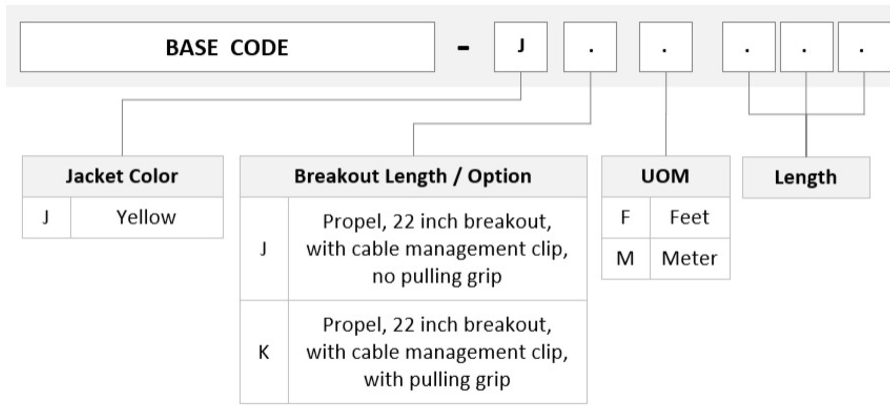 BASE CODE - J . . . . .
Jacket Color
J Yellow
Breakout Length / Option
J Propel, 22 inch breakout,
with cable management clip,
no pulling grip
K Propel, 22 inch breakout,
with cable management clip,
with pulling grip
UOM
F Feet
M Meter
Length